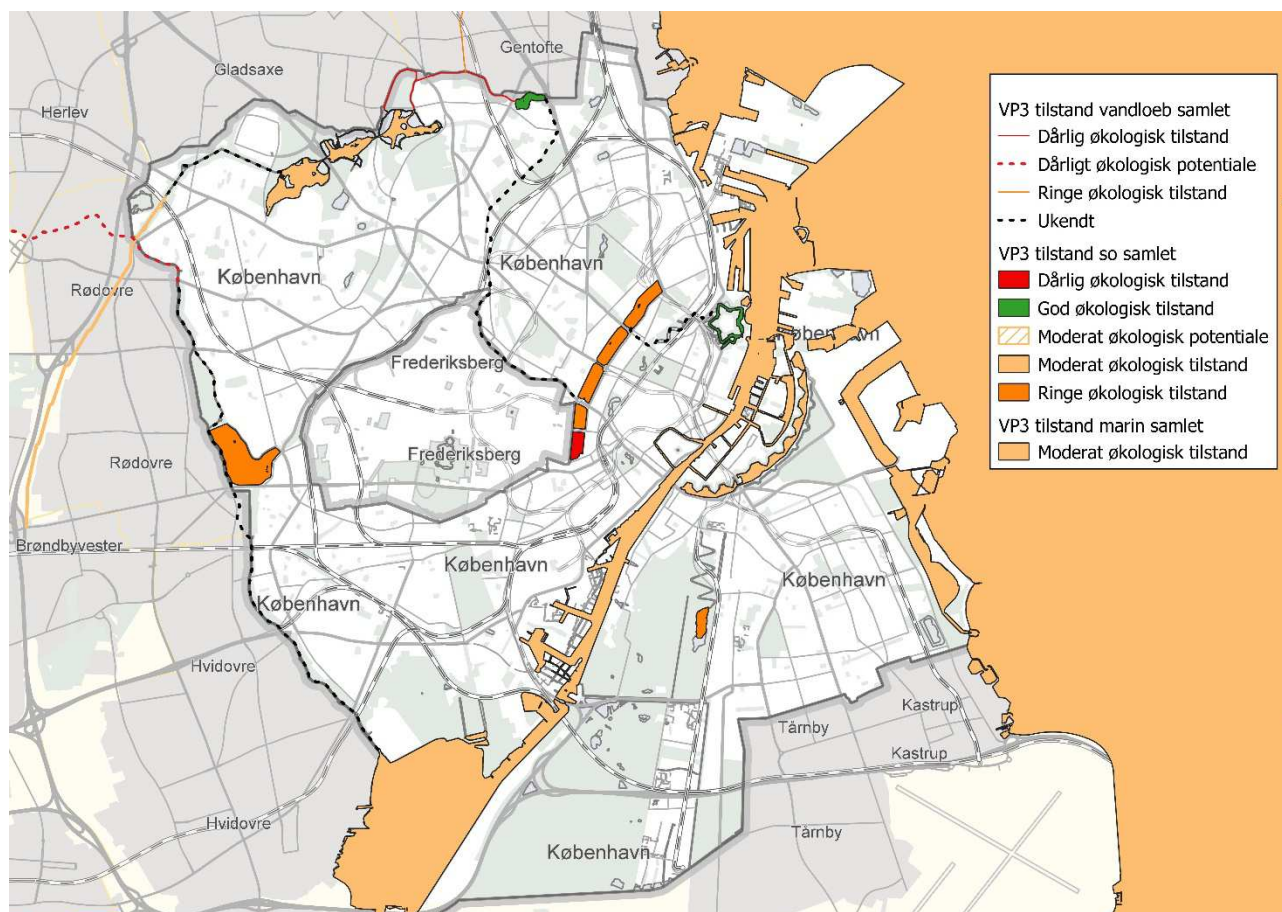 Gentofte
Gladsaxe
Herlev
København
København
Rødovre
Frederiksberg
Frederiksberg
Rødovre
Brøndbyvester
København
København
København
Hvidovre
Kastrup
Tårnby
Kastrup
Hvidovre
Tårnby
København
VP3 tilstand vandloeb samlet
Dårlig økologisk tilstand
Dårligt økologisk potentiale
Ringe økologisk tilstand
Ukendt
VP3 tilstand so samlet
Dårlig økologisk tilstand
God økologisk tilstand
Moderat økologisk potentiale
Moderat økologisk tilstand
Ringe økologisk tilstand
VP3 tilstand marin samlet
Moderat økologisk tilstand